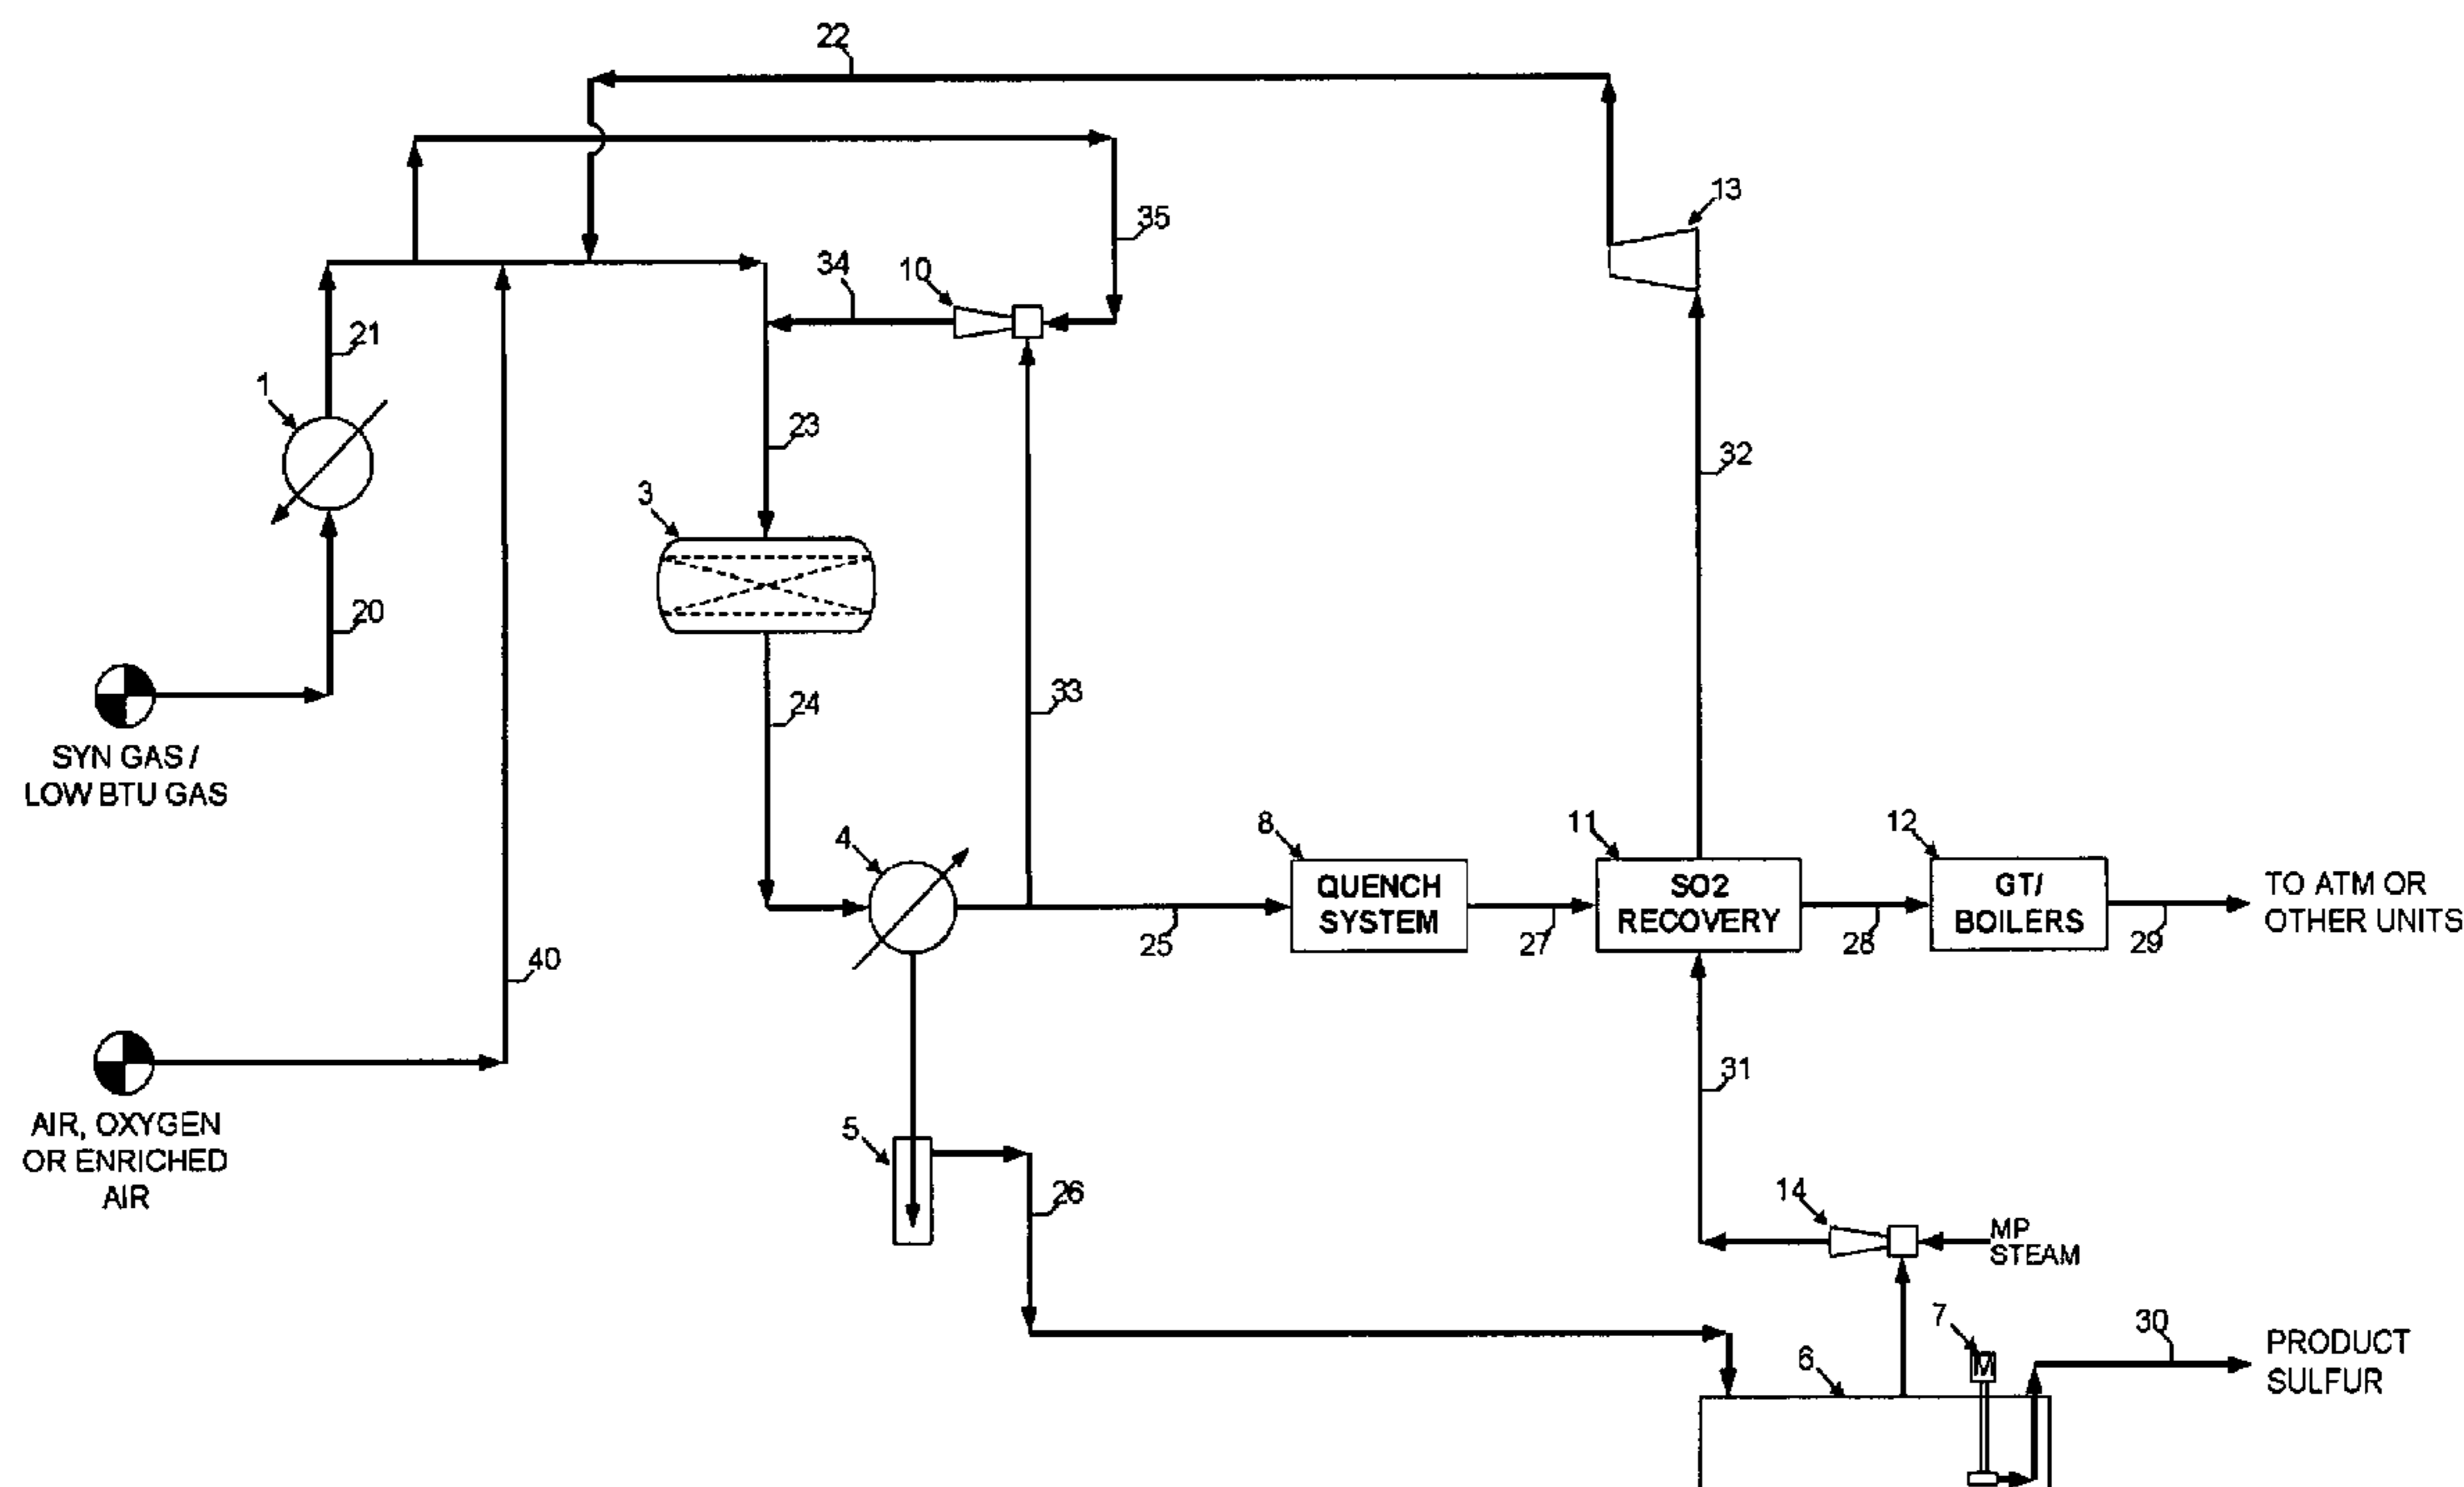 22
13
35
34
10
21
1
23
32
3
20
33
24
SYN GAS /
LOW BTU GAS
4
8
11
12
QUENCH
SYSTEM
SO2
RECOVERY
GT/
BOILERS
TO ATM OR
OTHER UNITS
25
27
28
29
40
31
AIR, OXYGEN
OR ENRICHED
AIR
5
26
14
MP
STEAM
7
M
30
6
PRODUCT
SULFUR